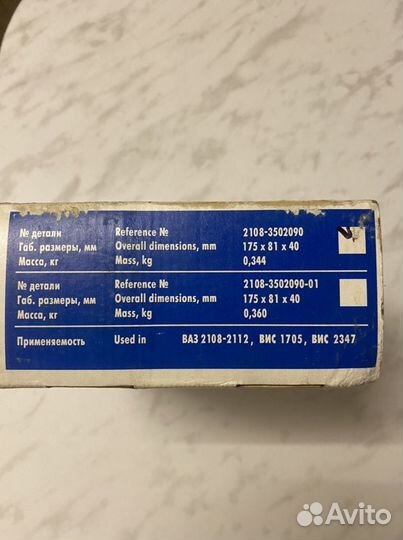 № детали Reference № 2108-3502090
Габ. размеры, мм Overall dimensions, mm 175 x 81 x 40
Масса, кг Mass, kg 0,344
№ детали Reference № 2108-3502090-01
Габ. размеры, мм Overall dimensions, mm 175 x 81 x 40
Масса, кг Mass, kg 0,360
Применяемость Used in ВАЗ 2108-2112, ВИС 1705, ВИС 2347
Avito